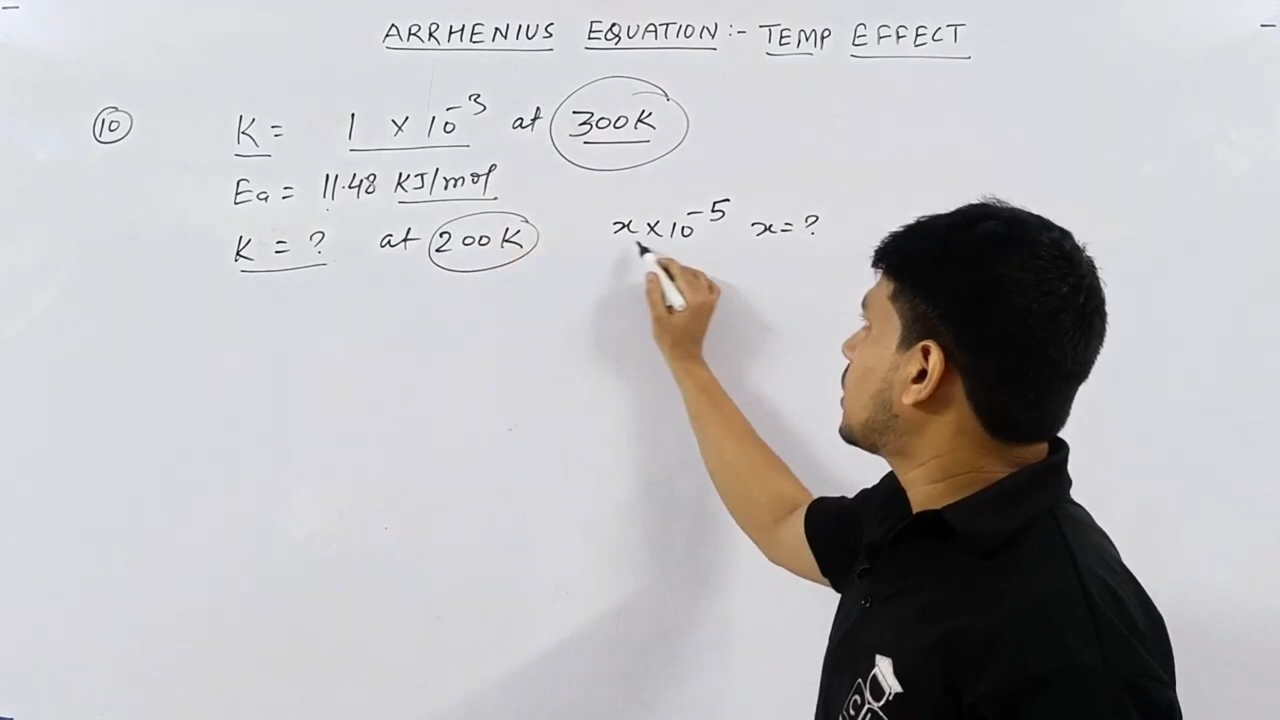 ARRHENIUS EQUATION :- TEMP EFFECT
10 K = 1 × 10⁻³ at 300K
Ea = 11.48 KJ/mol
K = ? at 200K x × 10⁻⁵ x = ?